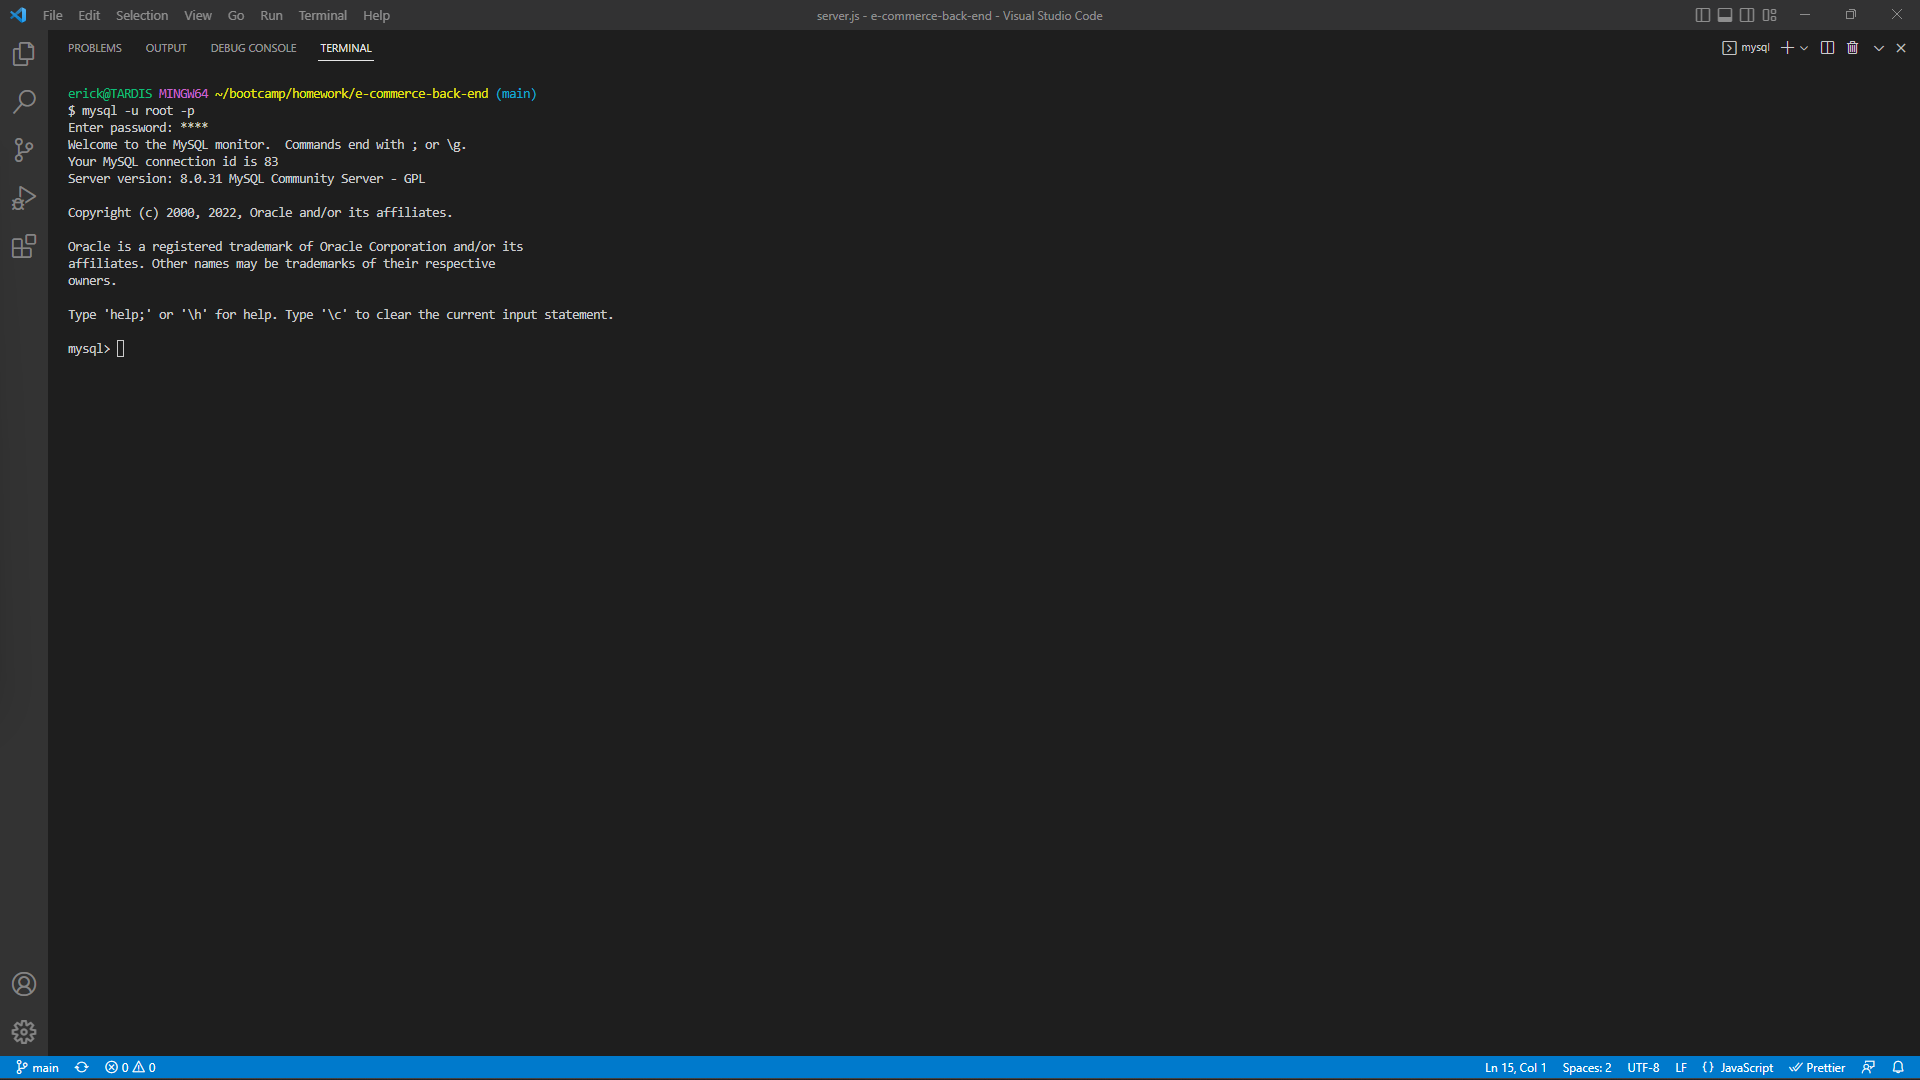 File Edit Selection View Go Run Terminal Help
server.js - e-commerce-back-end - Visual Studio Code
PROBLEMS OUTPUT DEBUG CONSOLE TERMINAL
mysql
erick@TARDIS MINGW64 ~/bootcamp/homework/e-commerce-back-end (main)
$ mysql -u root -p
Enter password: ****
Welcome to the MySQL monitor.  Commands end with ; or \g.
Your MySQL connection id is 83
Server version: 8.0.31 MySQL Community Server - GPL
Copyright (c) 2000, 2022, Oracle and/or its affiliates.
Oracle is a registered trademark of Oracle Corporation and/or its
affiliates. Other names may be trademarks of their respective
owners.
Type 'help;' or '\h' for help. Type '\c' to clear the current input statement.
mysql>
main 0 0
Ln 15, Col 1 Spaces: 2 UTF-8 LF {} JavaScript Prettier